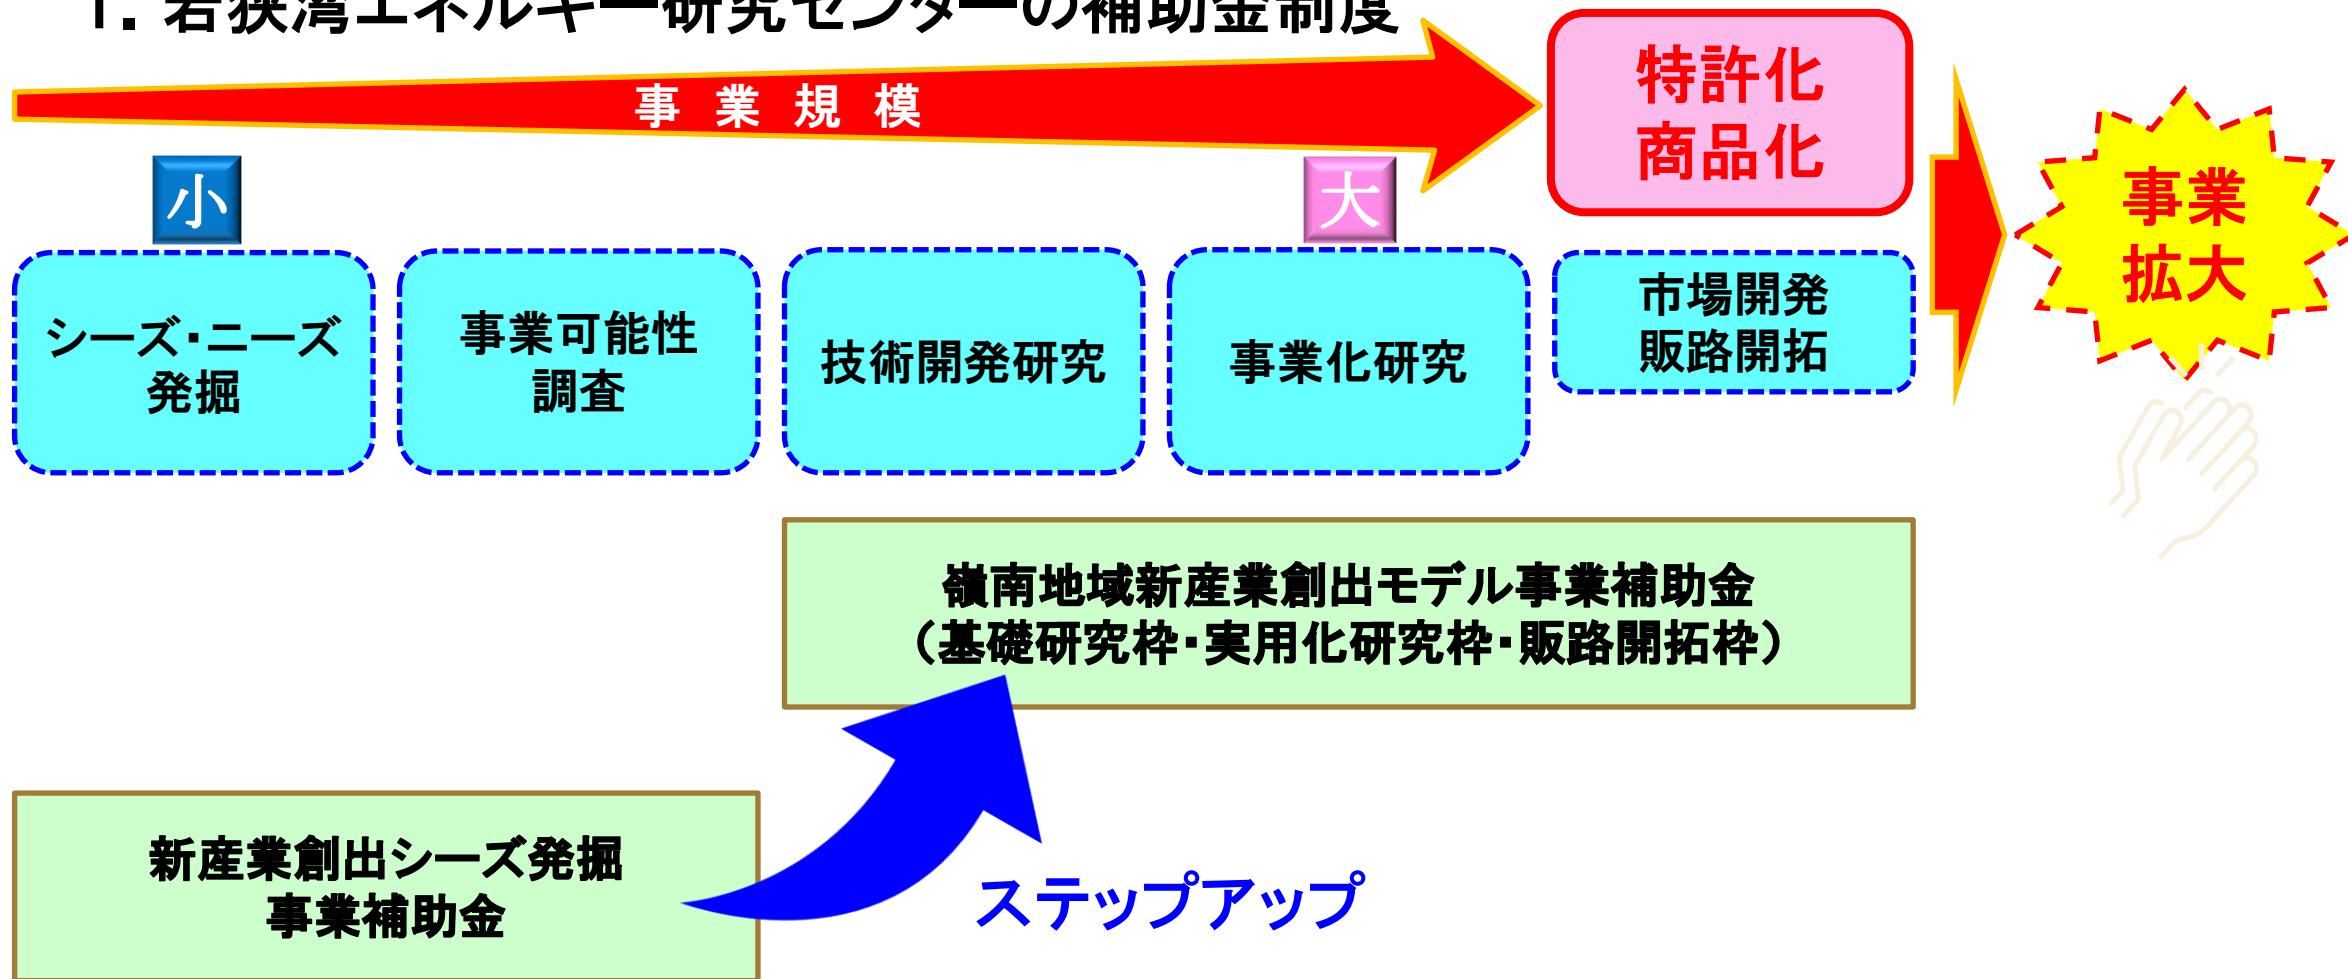 1. 若狭湾エネルギー研究センターの補助金制度
事業規模
特許化
商品化
小
大
事業
拡大
シーズ・ニーズ
発掘
事業可能性
調査
技術開発研究
事業化研究
市場開発
販路開拓
嶺南地域新産業創出モデル事業補助金
（基礎研究枠・実用化研究枠・販路開拓枠）
新産業創出シーズ発掘
事業補助金
ステップアップ